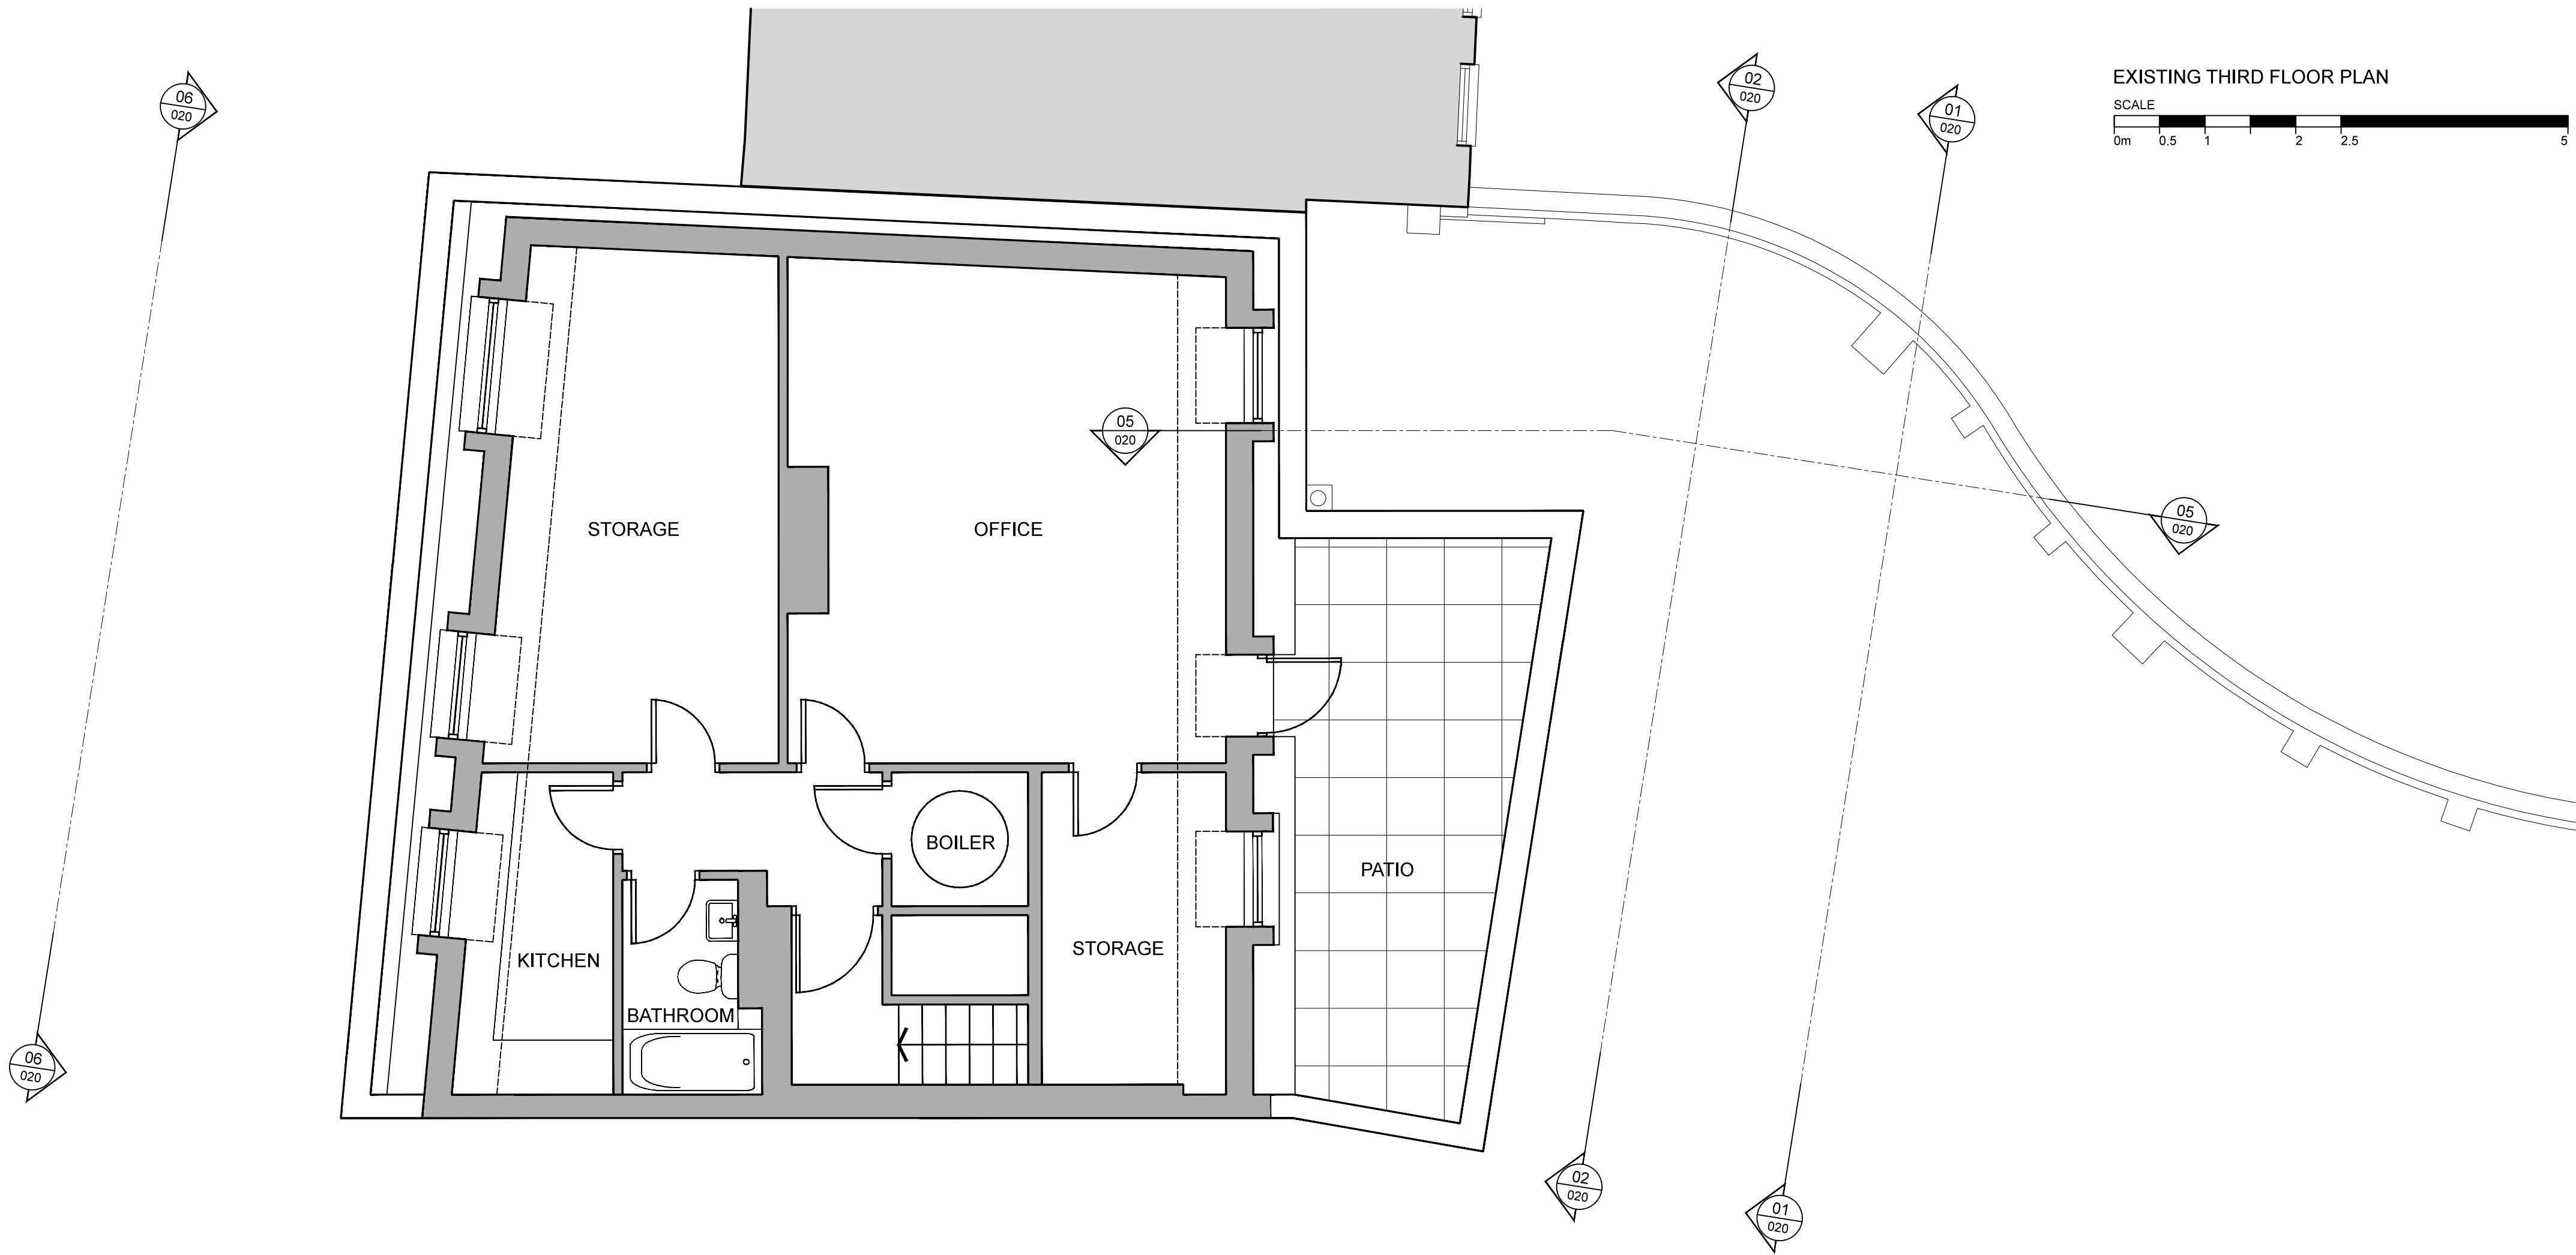 EXISTING THIRD FLOOR PLAN
SCALE
0m 0.5 1 2 2.5 5
06
020
02
020
01
020
05
020
STORAGE
OFFICE
05
020
BOILER
PATIO
STORAGE
KITCHEN
BATHROOM
06
020
02
020
01
020